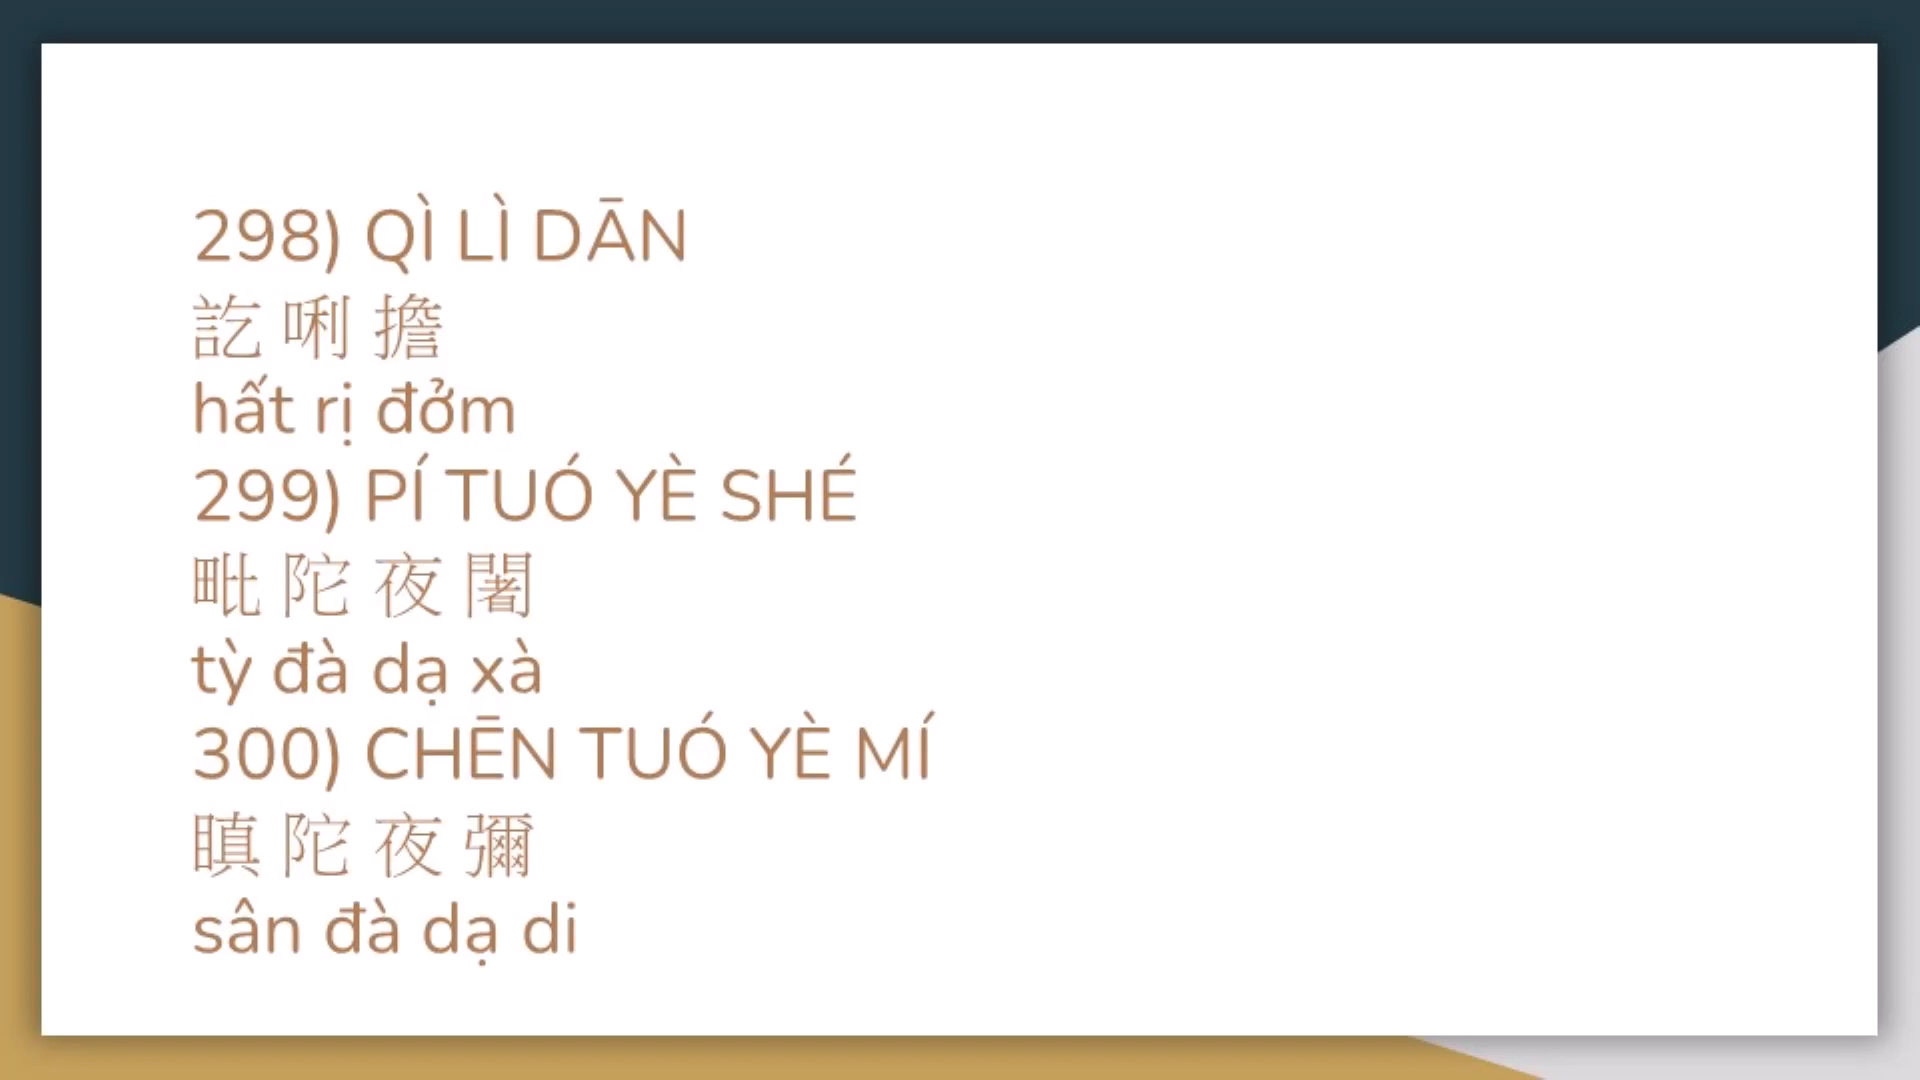 298) QÌ LÌ DĀN
訖 唎 擔
hất rị đởm
299) PÍ TUÓ YÈ SHÉ
毗 陀 夜 闍
tỳ đà dạ xà
300) CHĒN TUÓ YÈ MÍ
瞋 陀 夜 彌
sân đà dạ di